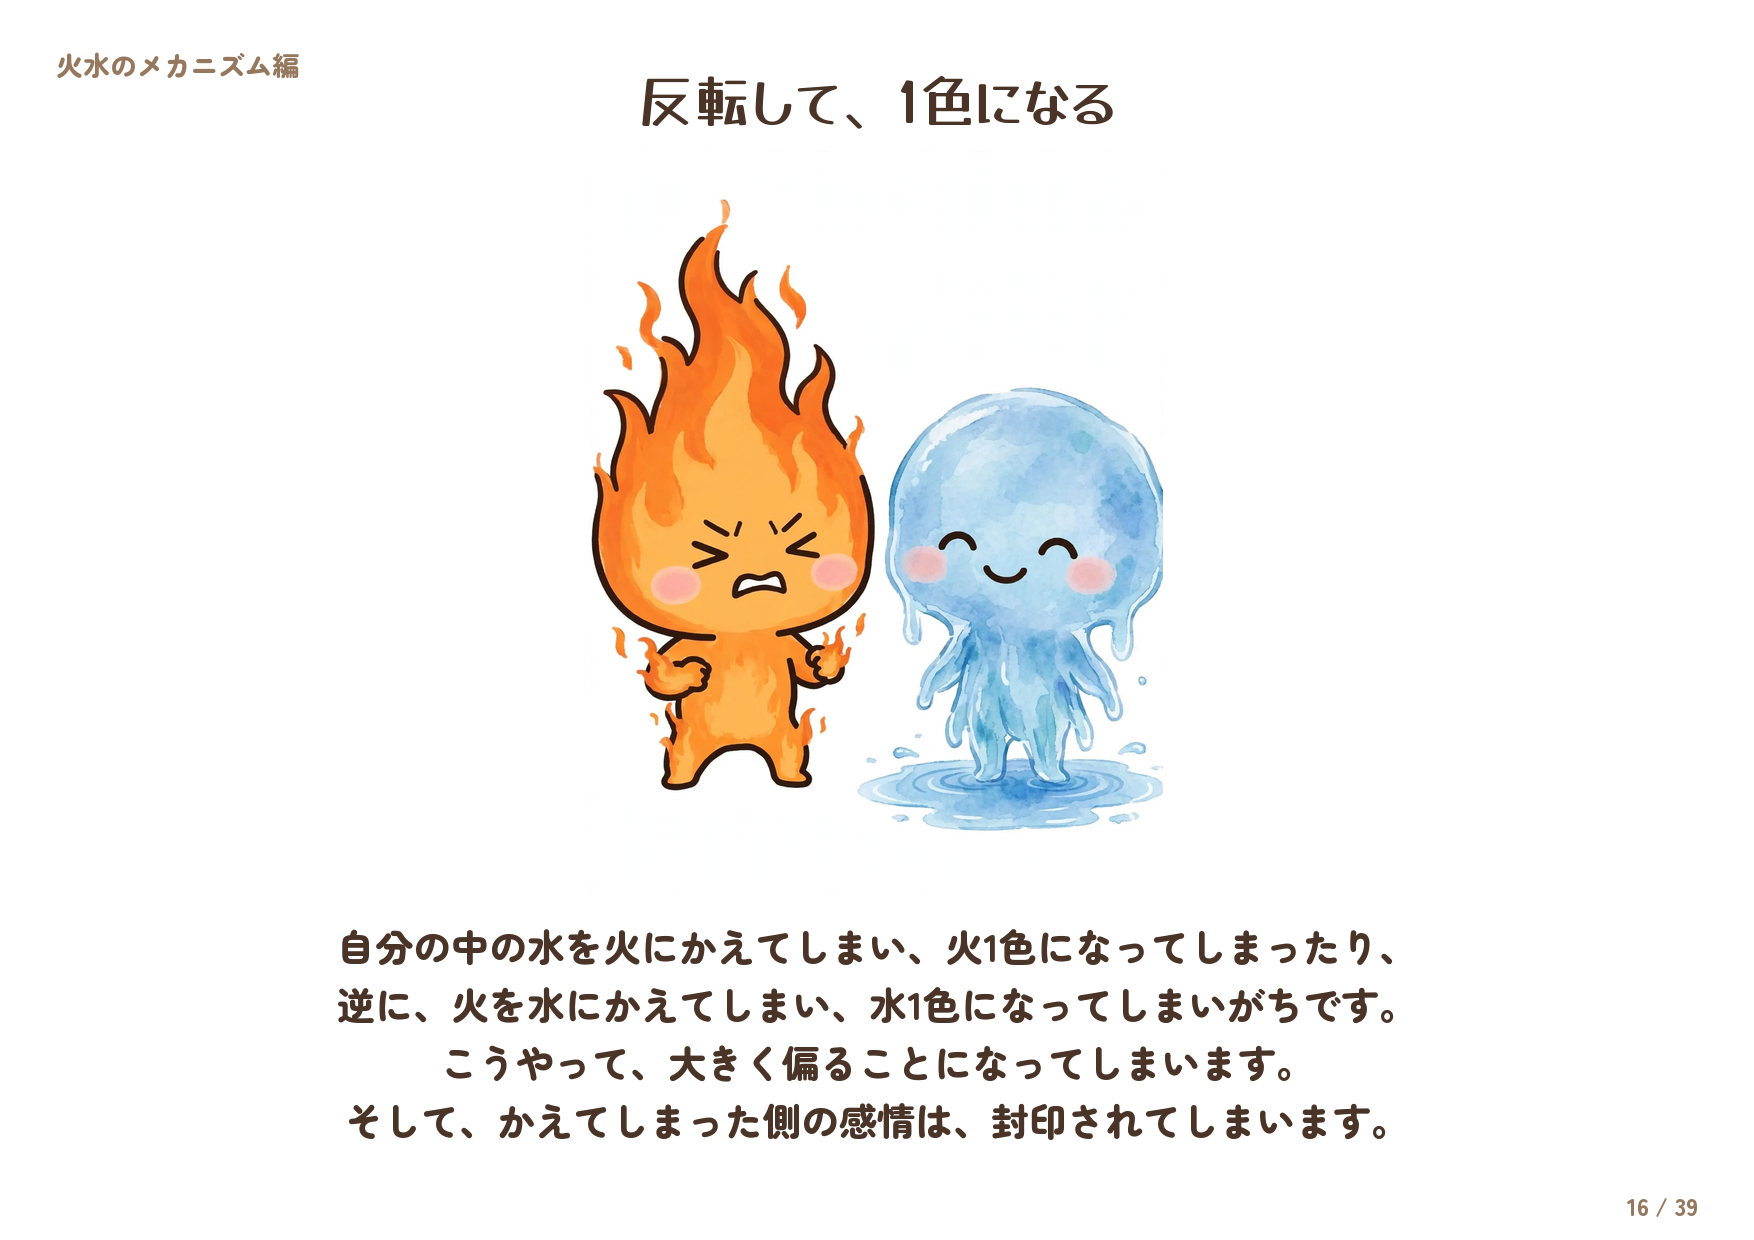 火水のメカニズム編
反転して、1色になる
自分の中の水を火にかえてしまい、火1色になってしまったり、
逆に、火を水にかえてしまい、水1色になってしまいがちです。
こうやって、大きく偏ることになってしまいます。
そして、かえてしまった側の感情は、封印されてしまいます。
16 / 39